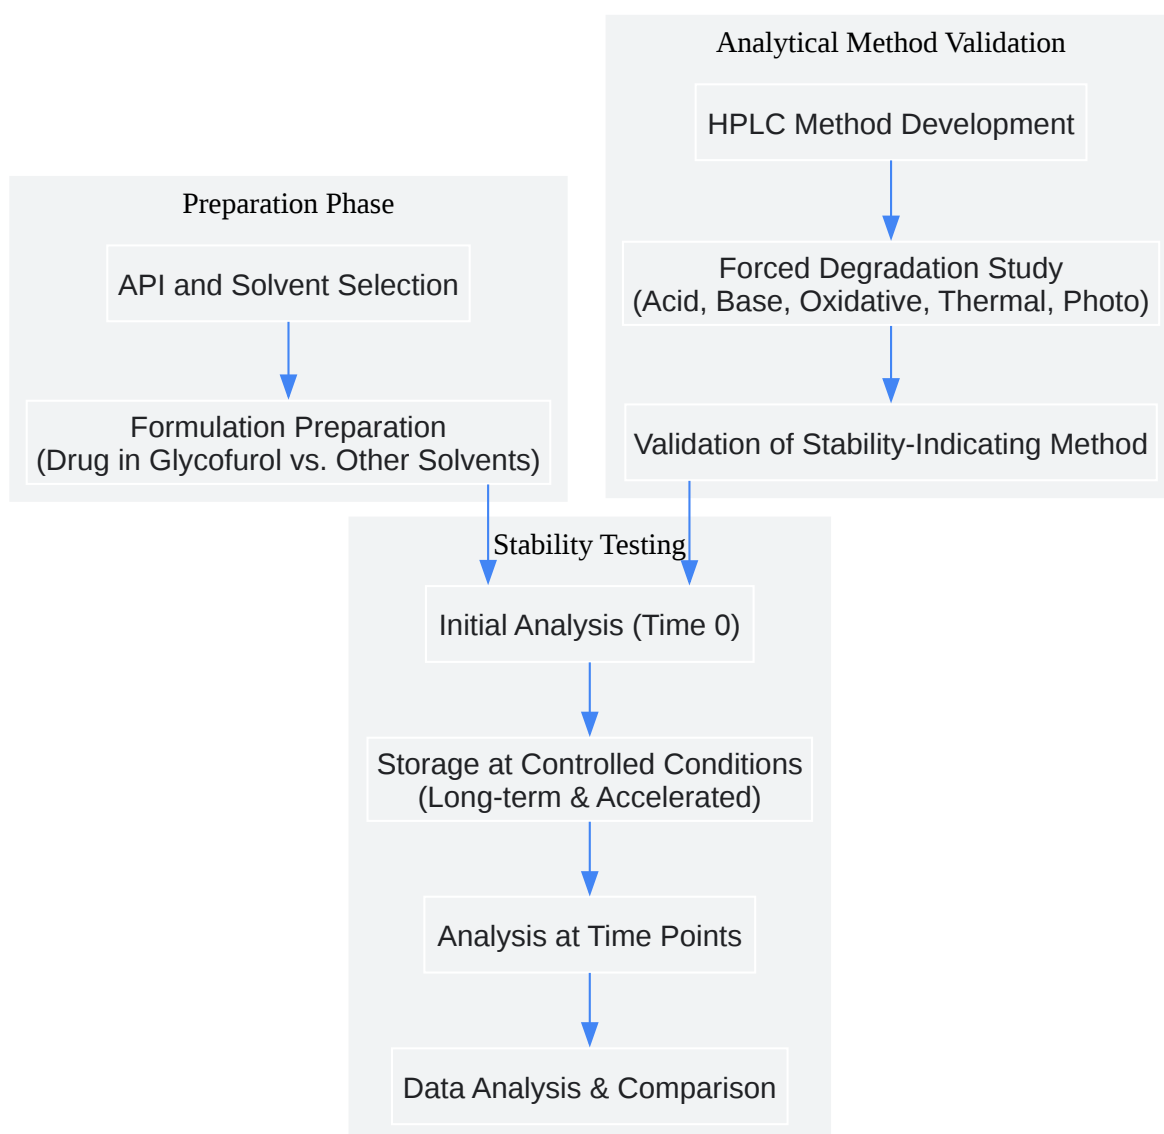 Preparation Phase
API and Solvent Selection
Formulation Preparation
(Drug in Glycofurol vs. Other Solvents)
Analytical Method Validation
HPLC Method Development
Forced Degradation Study
(Acid, Base, Oxidative, Thermal, Photo)
Validation of Stability-Indicating Method
Stability Testing
Initial Analysis (Time 0)
Storage at Controlled Conditions
(Long-term & Accelerated)
Analysis at Time Points
Data Analysis & Comparison